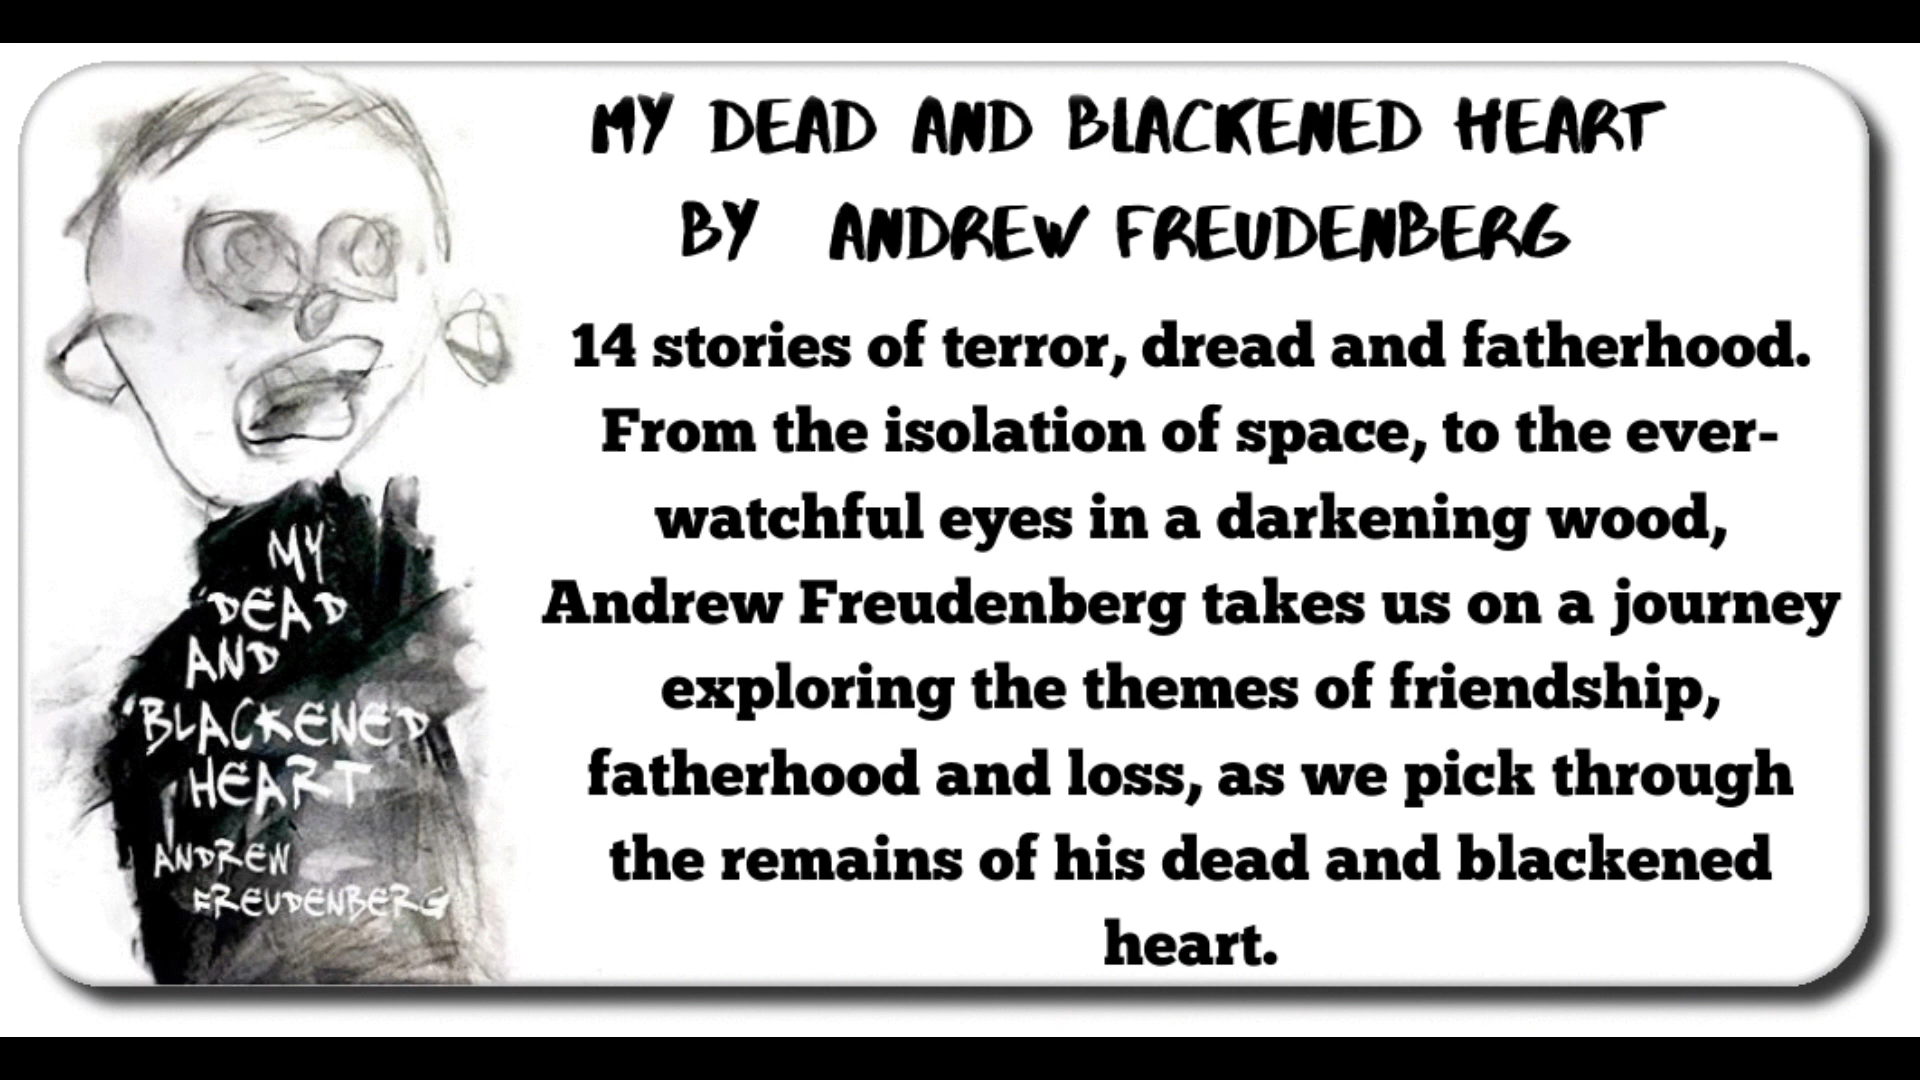 MY DEAD AND BLACKENED HEART
BY ANDREW FREUDENBERG
14 stories of terror, dread and fatherhood.
From the isolation of space, to the ever-
watchful eyes in a darkening wood,
Andrew Freudenberg takes us on a journey
exploring the themes of friendship,
fatherhood and loss, as we pick through
the remains of his dead and blackened
heart.
MY
DEAD
AND
BLACKENED
HEART
ANDREW
FREUDENBERG